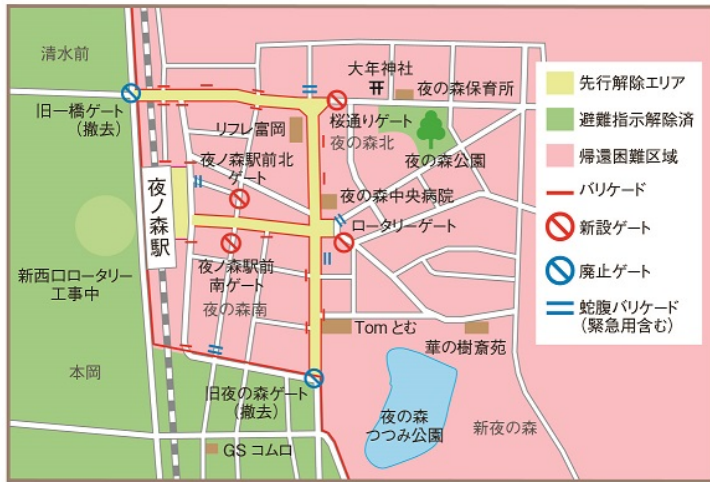 清水前
旧一橋ゲート
(撤去)
リフレ富岡
大年神社
夜の森保育所
桜通りゲート
夜の森北
夜の森公園
夜ノ森駅前北
ゲート
夜の森中央病院
ロータリーゲート
夜ノ森駅
新西口ロータリー
工事中
夜ノ森駅前
南ゲート
夜の森南
Tomとむ
華の樹斎苑
本岡
旧夜の森ゲート
(撤去)
夜の森
つつみ公園
新夜の森
GSコムロ
先行解除エリア
避難指示解除済
帰還困難区域
バリケード
新設ゲート
廃止ゲート
蛇腹バリケード
(緊急用含む)